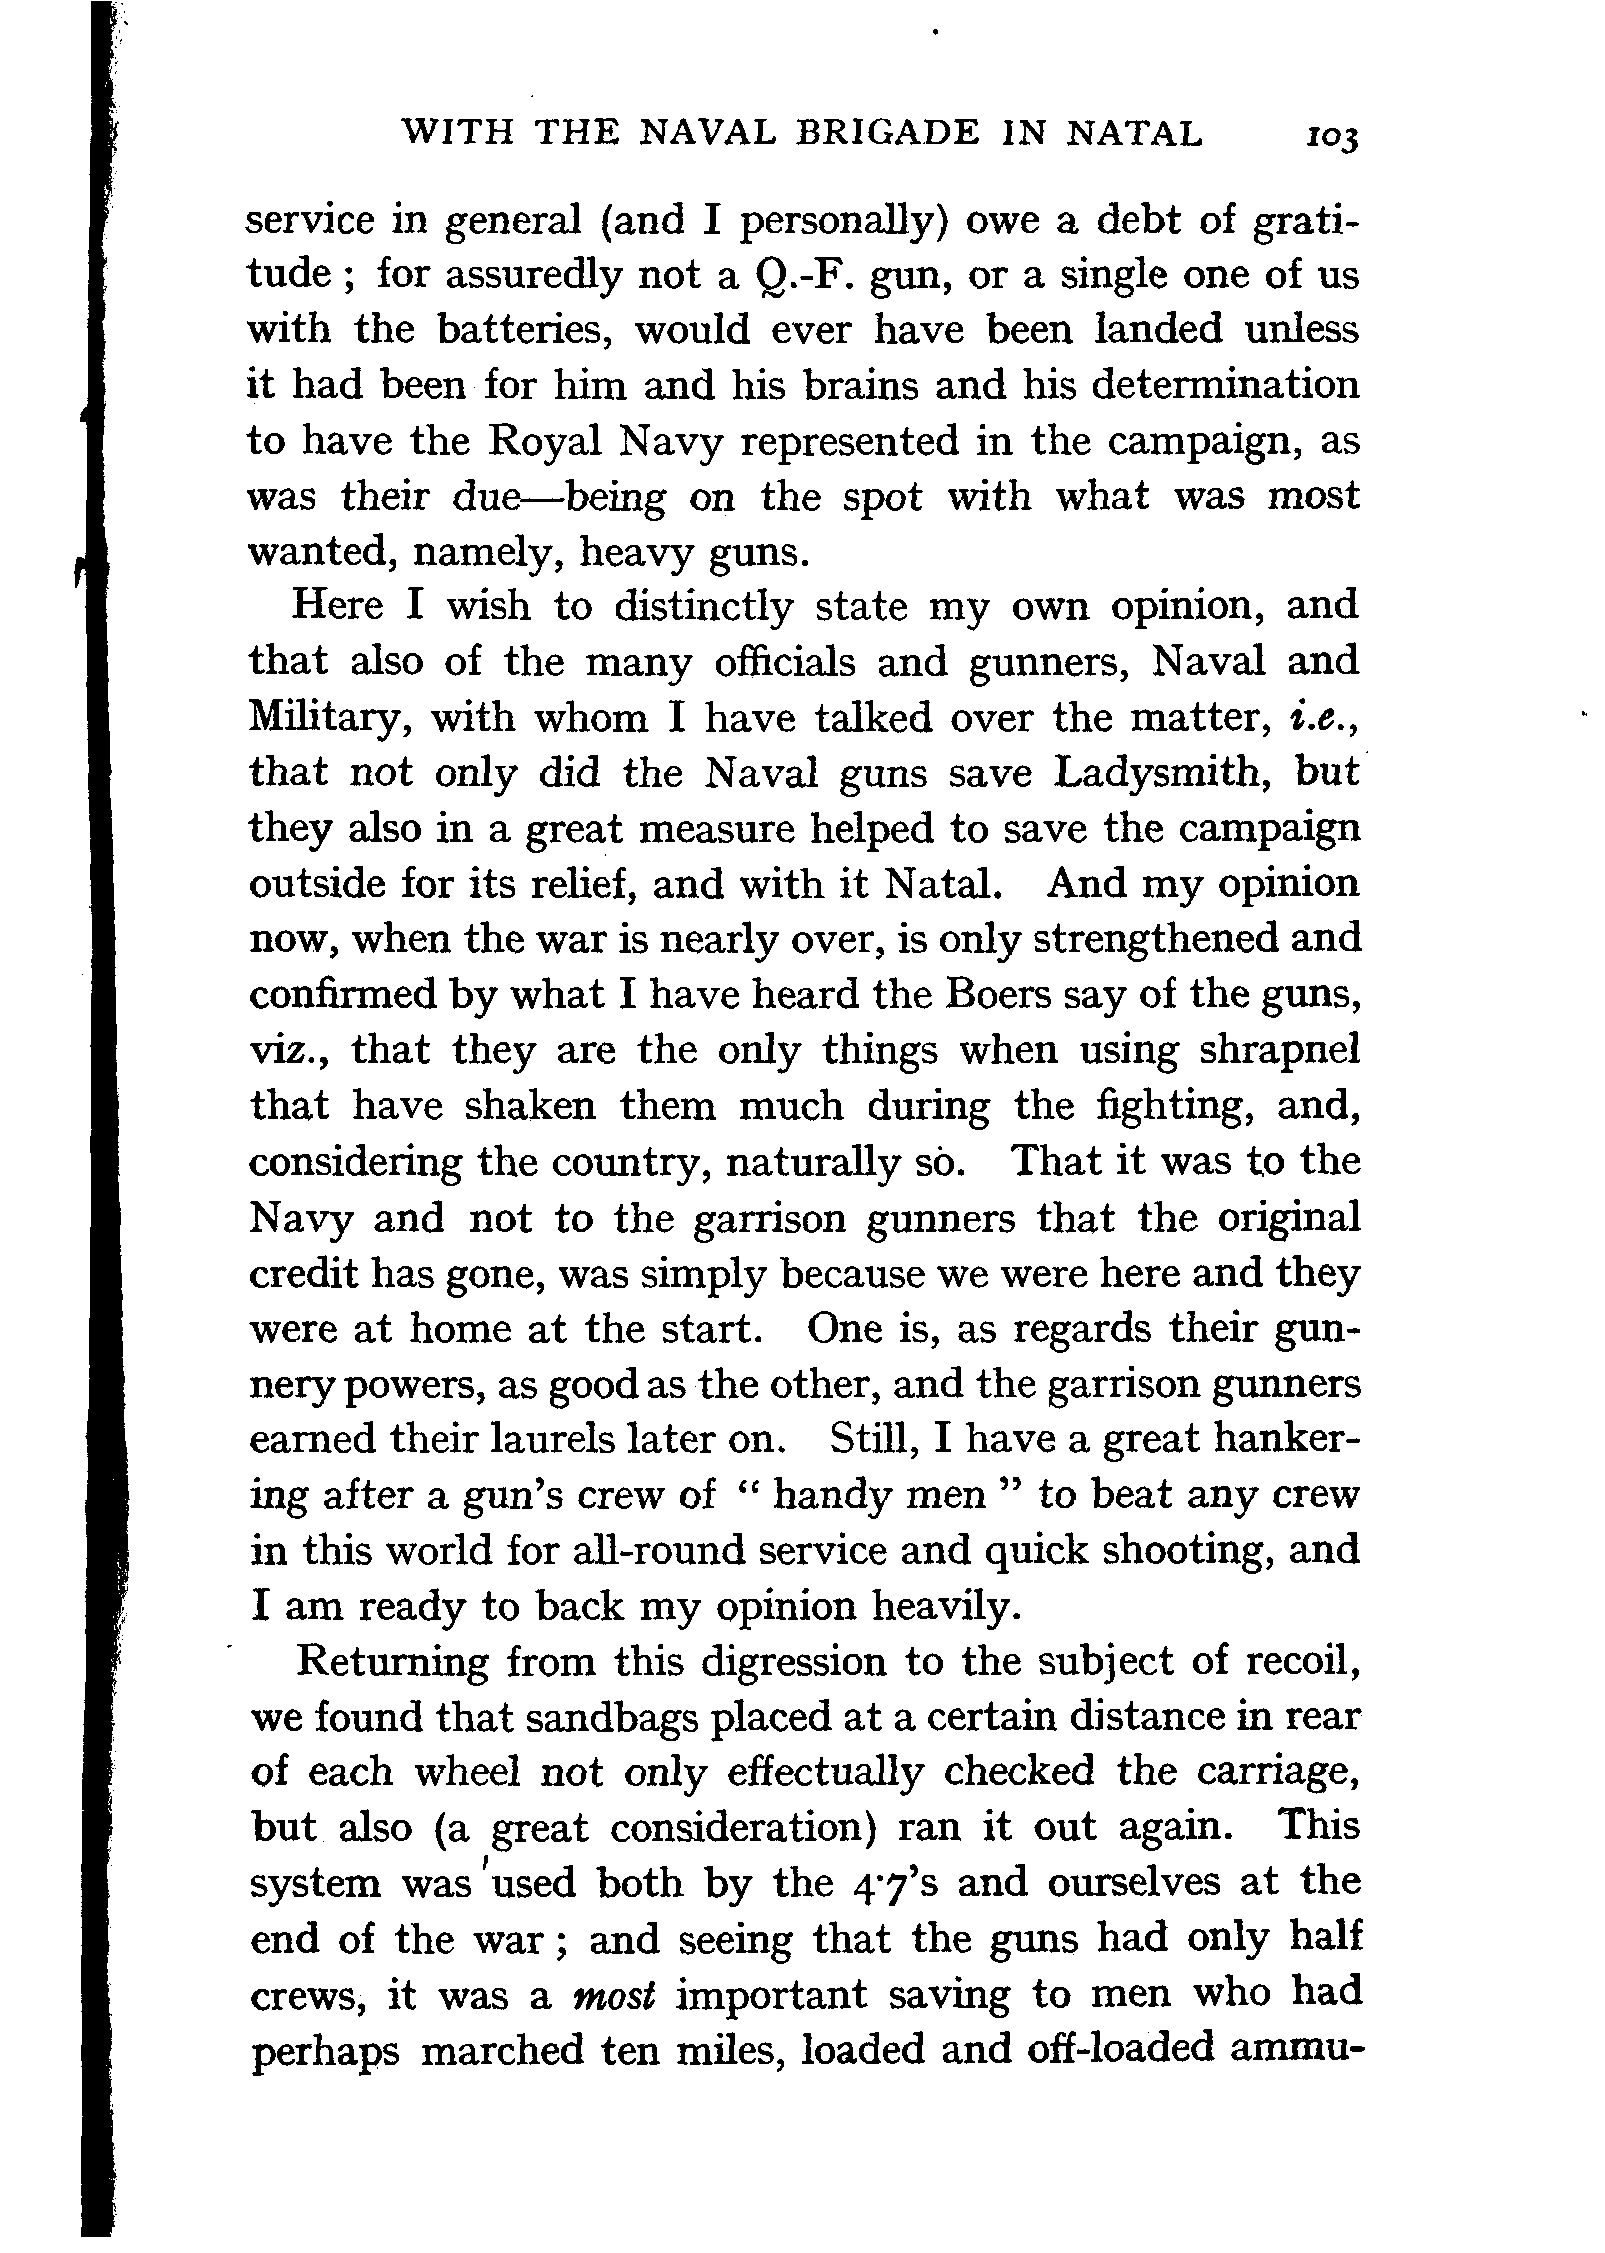 WITH THE NAVAL BRIGADE IN NATAL 103
service in general (and I personally) owe a debt of grati-
tude ; for assuredly not a Q.-F. gun, or a single one of us
with the batteries, would ever have been landed unless
it had been for him and his brains and his determination
to have the Royal Navy represented in the campaign, as
was their due—being on the spot with what was most
wanted, namely, heavy guns.
Here I wish to distinctly state my own opinion, and
that also of the many officials and gunners, Naval and
Military, with whom I have talked over the matter, i.e.,
that not only did the Naval guns save Ladysmith, but
they also in a great measure helped to save the campaign
outside for its relief, and with it Natal. And my opinion
now, when the war is nearly over, is only strengthened and
confirmed by what I have heard the Boers say of the guns,
viz., that they are the only things when using shrapnel
that have shaken them much during the fighting, and,
considering the country, naturally so. That it was to the
Navy and not to the garrison gunners that the original
credit has gone, was simply because we were here and they
were at home at the start. One is, as regards their gun-
nery powers, as good as the other, and the garrison gunners
earned their laurels later on. Still, I have a great hanker-
ing after a gun's crew of " handy men " to beat any crew
in this world for all-round service and quick shooting, and
I am ready to back my opinion heavily.
Returning from this digression to the subject of recoil,
we found that sandbags placed at a certain distance in rear
of each wheel not only effectually checked the carriage,
but also (a great consideration) ran it out again. This
system was used both by the 4·7's and ourselves at the
end of the war ; and seeing that the guns had only half
crews, it was a most important saving to men who had
perhaps marched ten miles, loaded and off-loaded ammu-